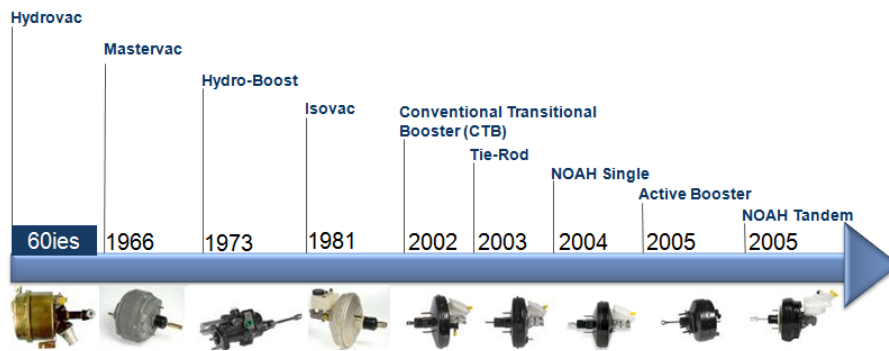 Hydrovac
Mastervac
Hydro-Boost
Isovac
Conventional Transitional
Booster (CTB)
Tie-Rod
NOAH Single
Active Booster
NOAH Tandem
60ies
1966
1973
1981
2002
2003
2004
2005
2005